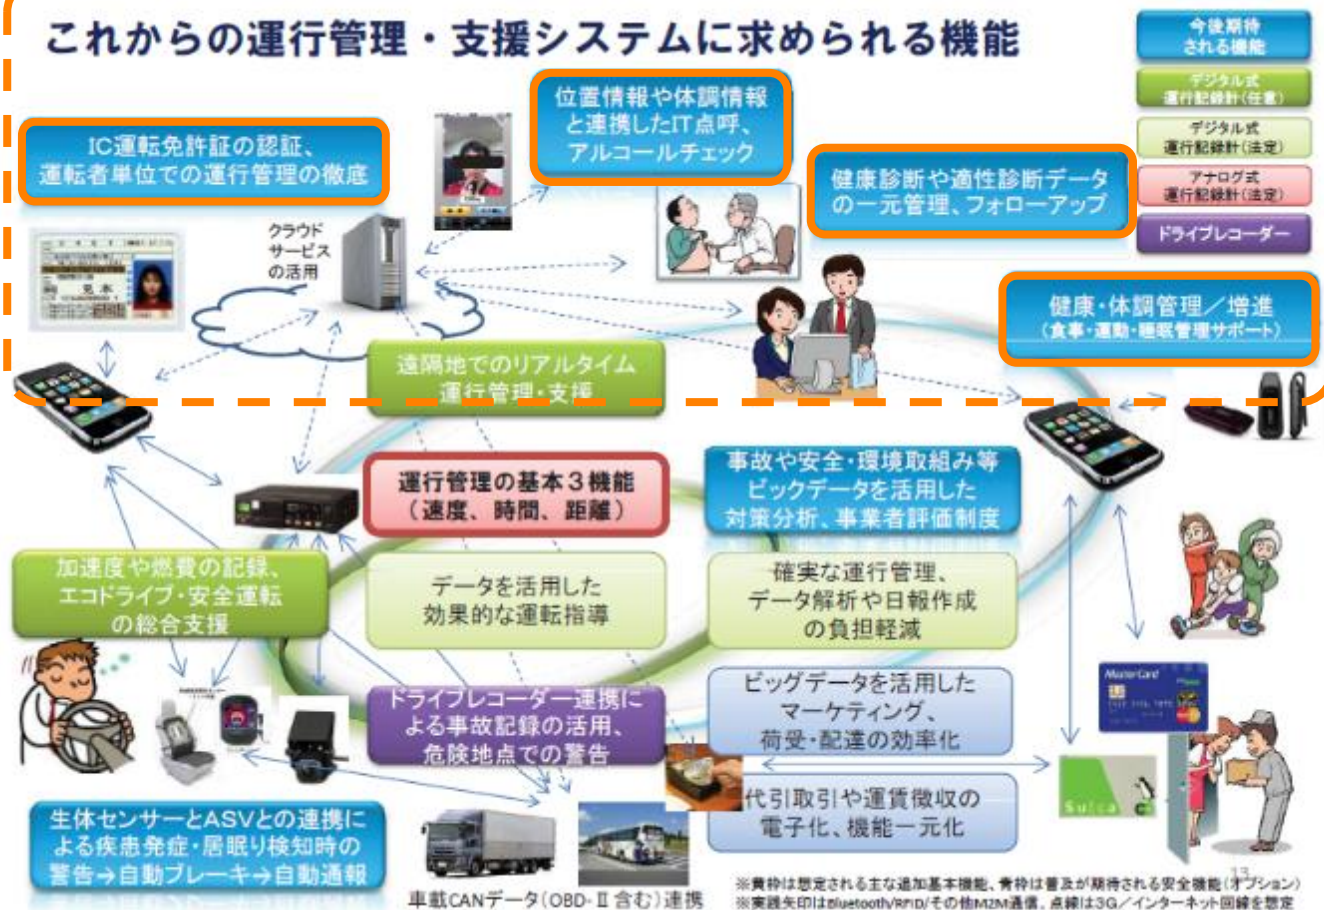 これからの運行管理・支援システムに求められる機能
今後期待
される機能
デジタル式
運行記録計(任意)
デジタル式
運行記録計(法定)
アナログ式
運行記録計(法定)
ドライブレコーダー
位置情報や体調情報
と連携したIT点呼、
アルコールチェック
IC運転免許証の認証、
運転者単位での運行管理の徹底
健康診断や適性診断データ
の一元管理、フォローアップ
クラウド
サービス
の活用
見本
健康・体調管理／増進
(食事・運動・睡眠管理サポート)
遠隔地でのリアルタイム
運行管理・支援
運行管理の基本３機能
（速度、時間、距離）
事故や安全・環境取組み等
ビックデータを活用した
対策分析、事業者評価制度
加速度や燃費の記録、
エコドライブ・安全運転
の総合支援
データを活用した
効果的な運転指導
確実な運行管理、
データ解析や日報作成
の負担軽減
ドライブレコーダー連携に
よる事故記録の活用、
危険地点での警告
ビッグデータを活用した
マーケティング、
荷受・配達の効率化
MasterCard
Suica
代引取引や運賃徴収の
電子化、機能一元化
生体センサーとASVとの連携に
よる疾患発症・居眠り検知時の
警告→自動ブレーキ→自動通報
車載CANデータ(OBD-Ⅱ含む)連携
13
※黄枠は想定される主な追加基本機能、青枠は普及が期待される安全機能(オプション)
※実践矢印はBluetooth/RFID/その他M2M通信、点線は3G／インターネット回線を想定